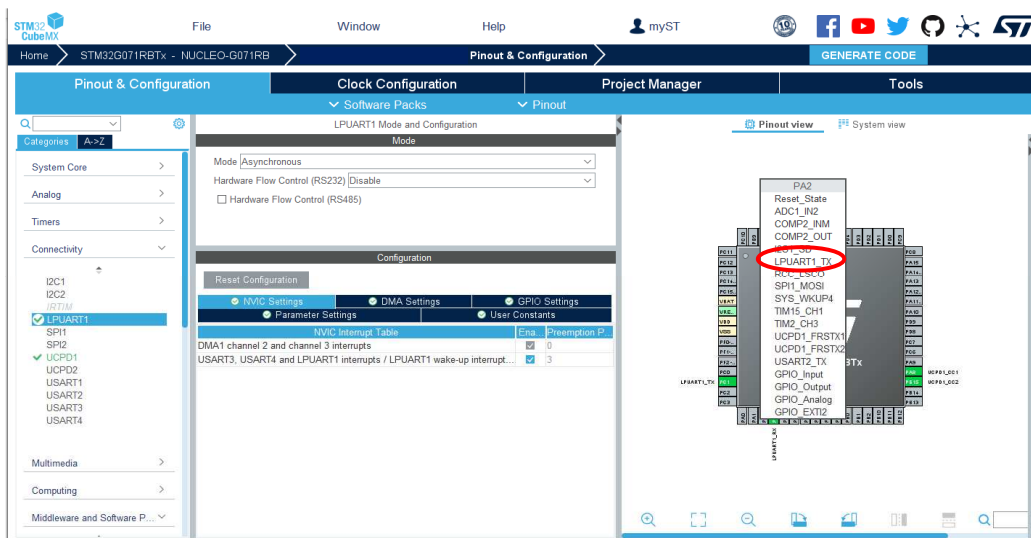 STM32
CubeMX
File
Window
Help
myST
Home
STM32G071RBTx - NUCLEO-G071RB
Pinout & Configuration
GENERATE CODE
Pinout & Configuration
Clock Configuration
Project Manager
Tools
Software Packs
Pinout
Categories
A->Z
System Core
Analog
Timers
Connectivity
I2C1
I2C2
IRTIM
LPUART1
SPI1
SPI2
UCPD1
UCPD2
USART1
USART2
USART3
USART4
Multimedia
Computing
Middleware and Software P...
LPUART1 Mode and Configuration
Mode
Mode Asynchronous
Hardware Flow Control (RS232) Disable
Hardware Flow Control (RS485)
Configuration
Reset Configuration
NVIC Settings
DMA Settings
GPIO Settings
Parameter Settings
User Constants
NVIC Interrupt Table
Ena...
Preemption P...
DMA1 channel 2 and channel 3 interrupts
0
USART3, USART4 and LPUART1 interrupts / LPUART1 wake-up interrupt...
3
Pinout view
System view
PA2
Reset_State
ADC1_IN2
COMP2_INM
COMP2_OUT
LPUART1_TX
SPI1_MOSI
SYS_WKUP4
TIM15_CH1
TIM2_CH3
UCPD1_FRSTX1
UCPD1_FRSTX2
USART2_TX
GPIO_Input
GPIO_Output
GPIO_Analog
GPIO_EXTI2
LPUART1_TX
UCPD1_CC1
UCPD1_CC2
LPUART1_RX